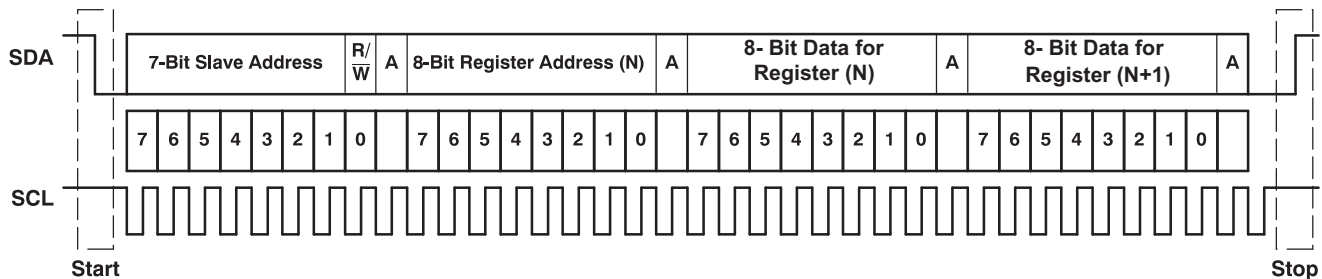 SDA 7-Bit Slave Address R/W̅ A 8-Bit Register Address (N) A 8- Bit Data for Register (N) A 8- Bit Data for Register (N+1) A
7 6 5 4 3 2 1 0 7 6 5 4 3 2 1 0 7 6 5 4 3 2 1 0 7 6 5 4 3 2 1 0
SCL
Start Stop